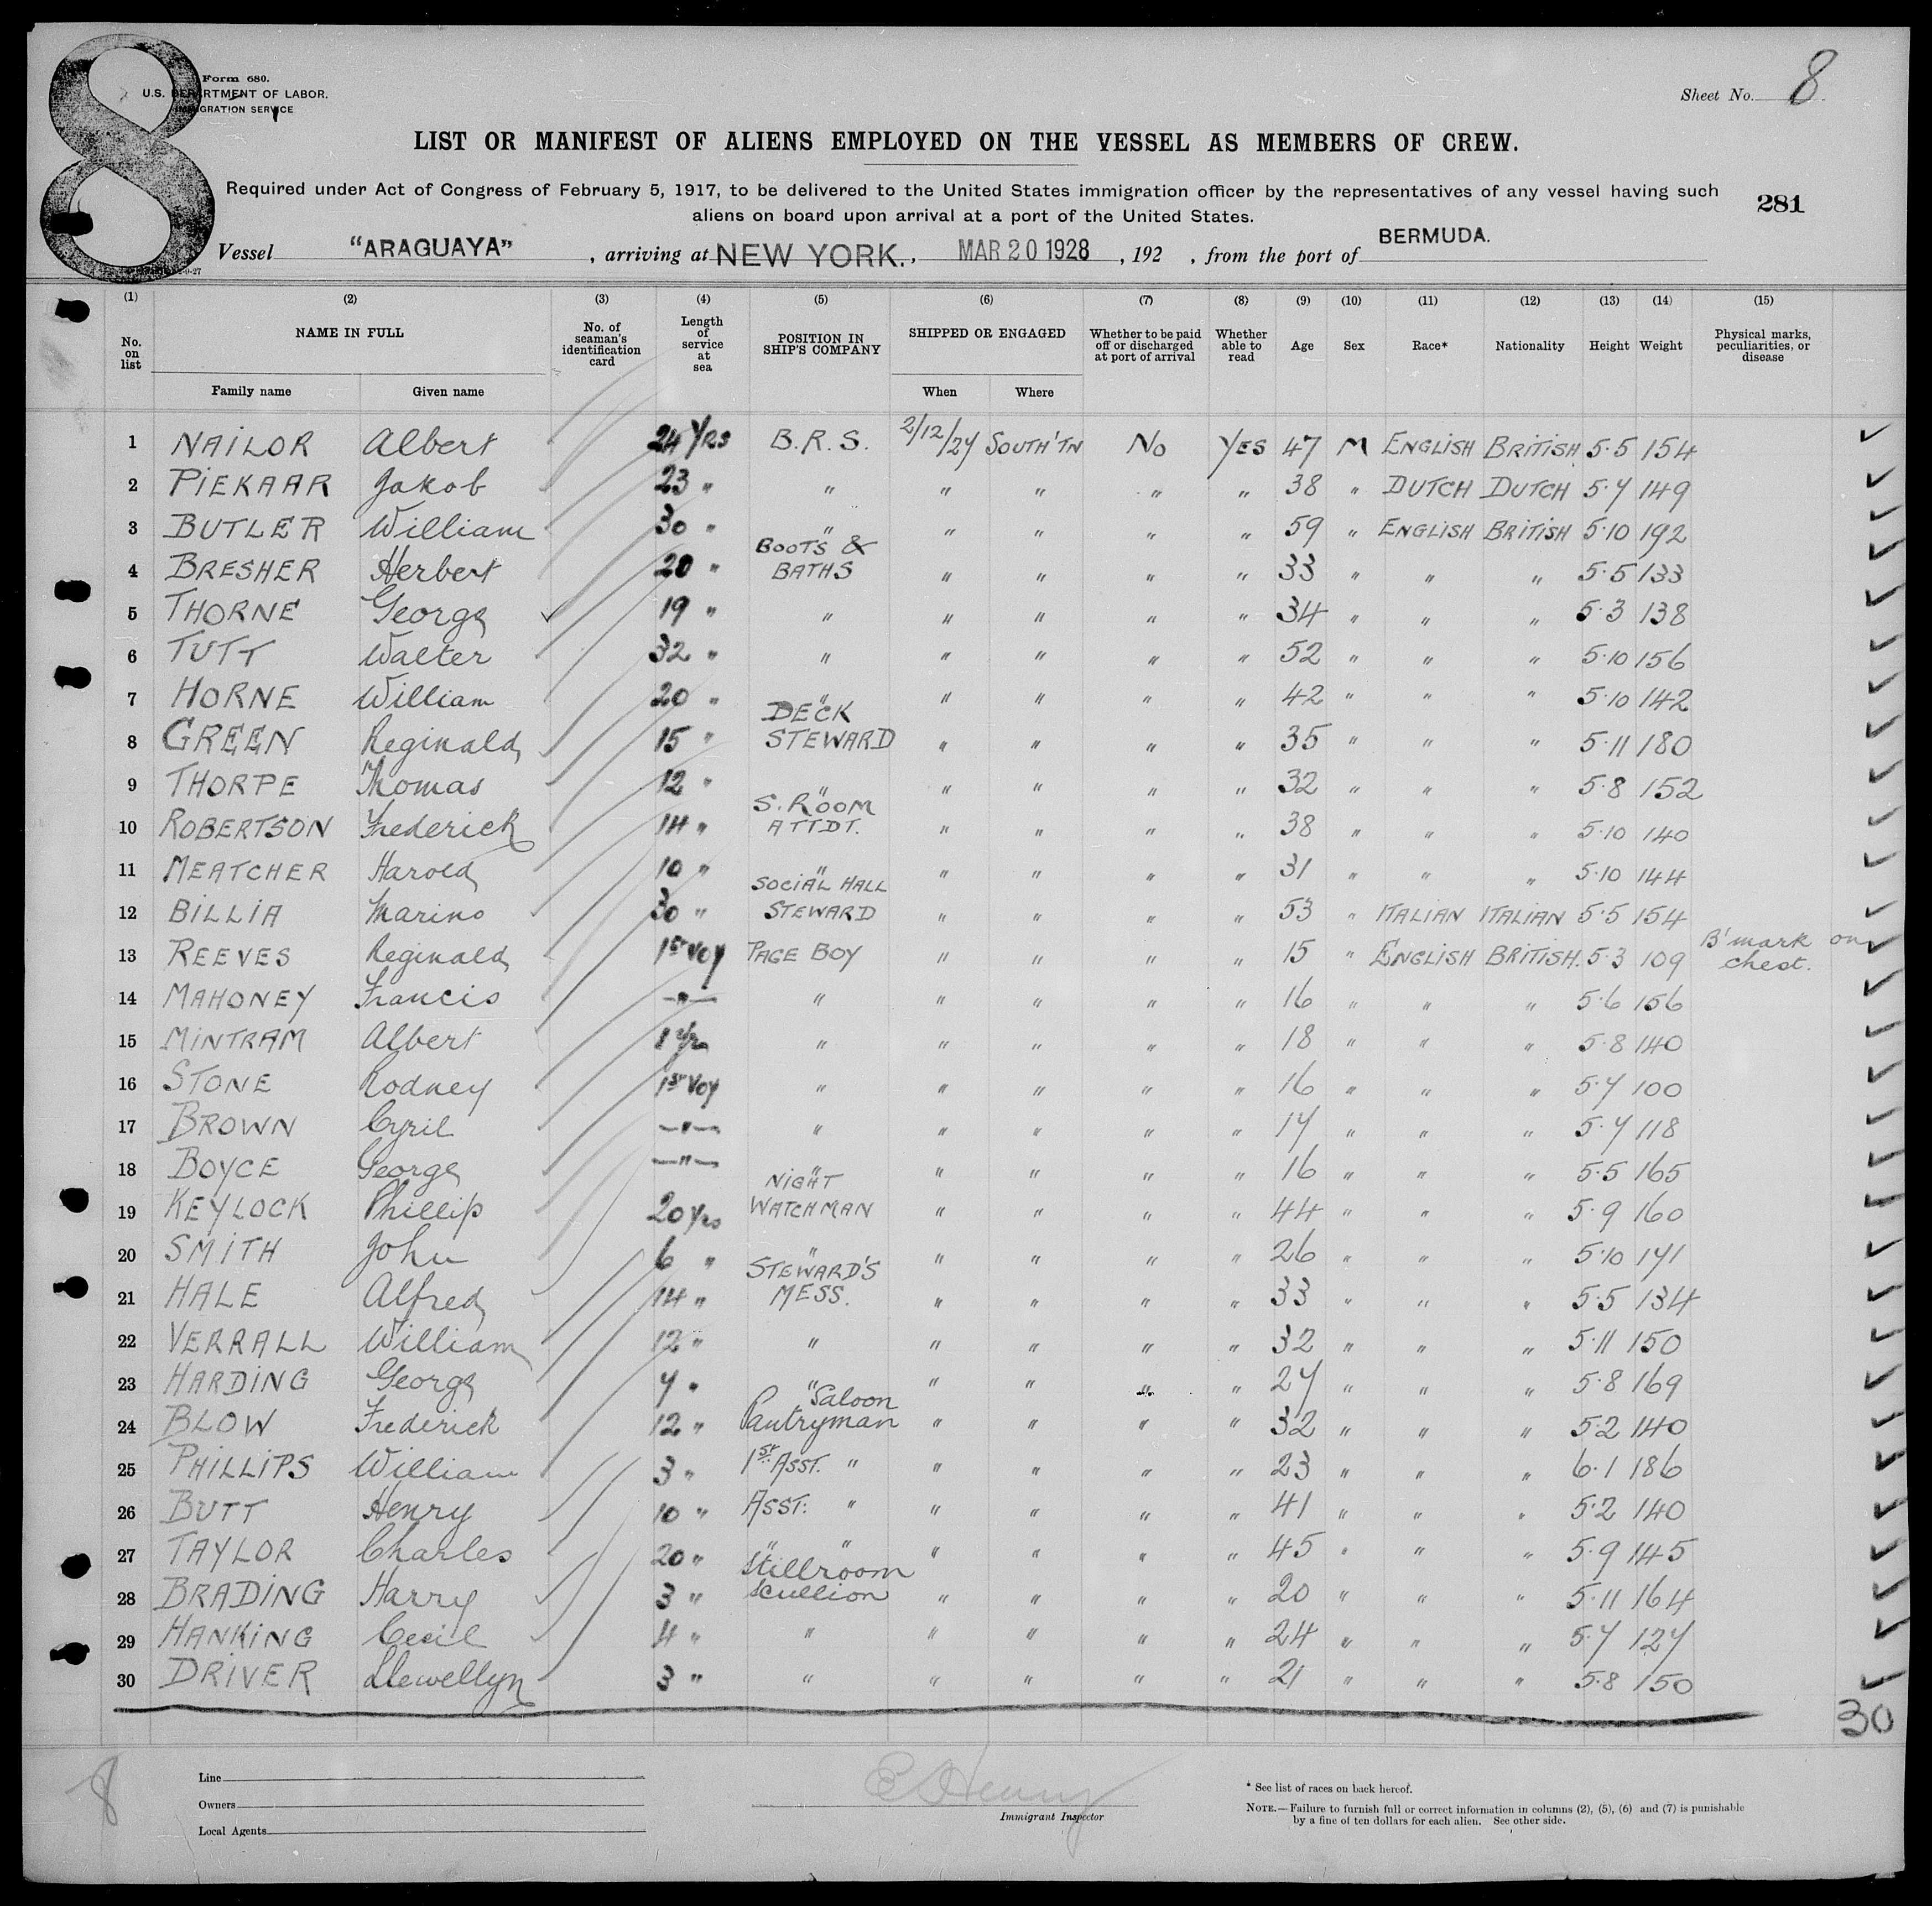 8
Form 680.
U.S. DEPARTMENT OF LABOR.
IMMIGRATION SERVICE
Sheet No. 8
LIST OR MANIFEST OF ALIENS EMPLOYED ON THE VESSEL AS MEMBERS OF CREW.
Required under Act of Congress of February 5, 1917, to be delivered to the United States immigration officer by the representatives of any vessel having such
aliens on board upon arrival at a port of the United States.
281
Vessel "ARAGUAYA", arriving at NEW YORK., MAR 20 1928, 192 , from the port of BERMUDA.
(1) (2) (3) (4) (5) (6) (7) (8) (9) (10) (11) (12) (13) (14) (15)
No. on list NAME IN FULL Family name Given name No. of seaman's identification card Length of service at sea POSITION IN SHIP'S COMPANY SHIPPED OR ENGAGED When Where Whether to be paid off or discharged at port of arrival Whether able to read Age Sex Race* Nationality Height Weight Physical marks, peculiarities, or disease
1 NAILOR Albert 24 YRS B.R.S. 2/12/27 SOUTH'TN No YES 47 M ENGLISH BRITISH 5.5 154 ✓
2 PIEKAAR Jakob 23 " " " " " " 38 " DUTCH DUTCH 5.7 149 ✓
3 BUTLER William 30 " " " " " " 59 " ENGLISH BRITISH 5.10 192 ✓
4 BRESHER Herbert 20 " BOOTS & BATHS " " " " 33 " " " 5.5 133 ✓
5 THORNE George 19 " " " " " " 34 " " " 5.3 138 ✓
6 TUTT Walter 32 " " " " " " 52 " " " 5.10 156 ✓
7 HORNE William 20 " " " " " " 42 " " " 5.10 142 ✓
8 GREEN Reginald 15 " DECK STEWARD " " " " 35 " " " 5.11 180 ✓
9 THORPE Thomas 12 " " " " " " 32 " " " 5.8 152 ✓
10 ROBERTSON Frederick 14 " S. ROOM ATTDT. " " " " 38 " " " 5.10 140 ✓
11 MEATCHER Harold 10 " " " " " " 31 " " " 5.10 144 ✓
12 BILLIA Marino 30 " SOCIAL HALL STEWARD " " " " 53 " ITALIAN ITALIAN 5.5 154 ✓
13 REEVES Reginald 1st VOY PAGE BOY " " " " 15 " ENGLISH BRITISH. 5.3 109 B' mark on chest. ✓
14 MAHONEY Francis —"— " " " " " 16 " " " 5.6 156 ✓
15 MINTRAM Albert " " " " " 18 " " " 5.8 140 ✓
16 STONE Rodney 1st VOY " " " " " 16 " " " 5.7 100 ✓
17 BROWN Cyril —"— " " " " " 17 " " " 5.7 118 ✓
18 BOYCE George —"— " " " " " 16 " " " 5.5 165 ✓
19 KEYLOCK Phillip 20 Yrs NIGHT WATCHMAN " " " " 44 " " " 5.9 160 ✓
20 SMITH John 6 " " " " " " 26 " " " 5.10 171 ✓
21 HALE Alfred 14 " STEWARD'S MESS. " " " " 33 " " " 5.5 134 ✓
22 VERRALL William 12 " " " " " " 32 " " " 5.11 150 ✓
23 HARDING George 7 " " " " " " 27 " " " 5.8 169 ✓
24 BLOW Frederick 12 " Saloon Pantryman " " " " 32 " " " 5.2 140 ✓
25 PHILLIPS William 3 " 1st ASST. " " " " " 23 " " " 6.1 186 ✓
26 BUTT Henry 10 " ASST: " " " " " 41 " " " 5.2 140 ✓
27 TAYLOR Charles 20 " " " " " " " 45 " " " 5.9 145 ✓
28 BRADING Harry 3 " Stillroom Scullion " " " " 20 " " " 5.11 164 ✓
29 HANKING Cecil 4 " " " " " " 24 " " " 5.7 127 ✓
30 DRIVER Llewellyn 3 " " " " " " 21 " " " 5.8 150 ✓
30
8
Line
Owners
Local Agents
E Henry
Immigrant Inspector
* See list of races on back hereof.
NOTE.—Failure to furnish full or correct information in columns (2), (5), (6) and (7) is punishable
by a fine of ten dollars for each alien. See other side.